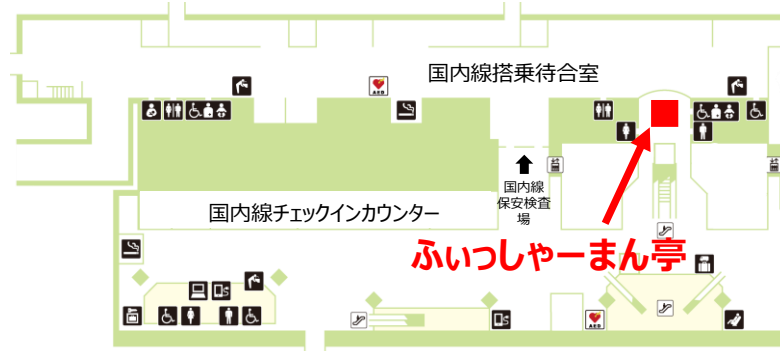 国内線搭乗待合室
AED
国内線
保安検査
場
国内線チェックインカウンター
ふぃっしゃーまん亭
AED